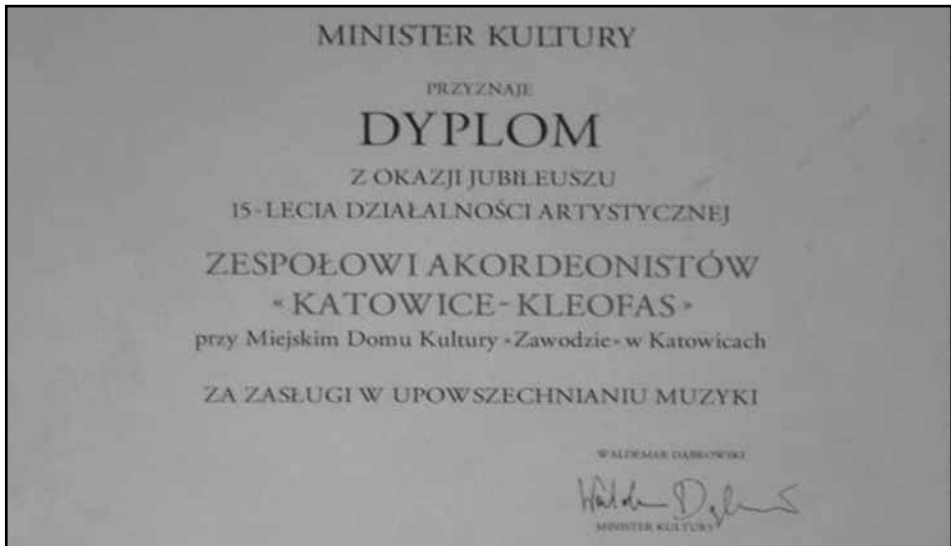 MINISTER KULTURY
PRZYZNAJE
DYPLOM
Z OKAZJI JUBILEUSZU
15-LECIA DZIAŁALNOŚCI ARTYSTYCZNEJ
ZESPOŁOWI AKORDEONISTÓW
«KATOWICE-KLEOFAS»
przy Miejskim Domu Kultury «Zawodzie» w Katowicach
ZA ZASŁUGI W UPOWSZECHNIANIU MUZYKI
WALDEMAR DĄBROWSKI
MINISTER KULTURY